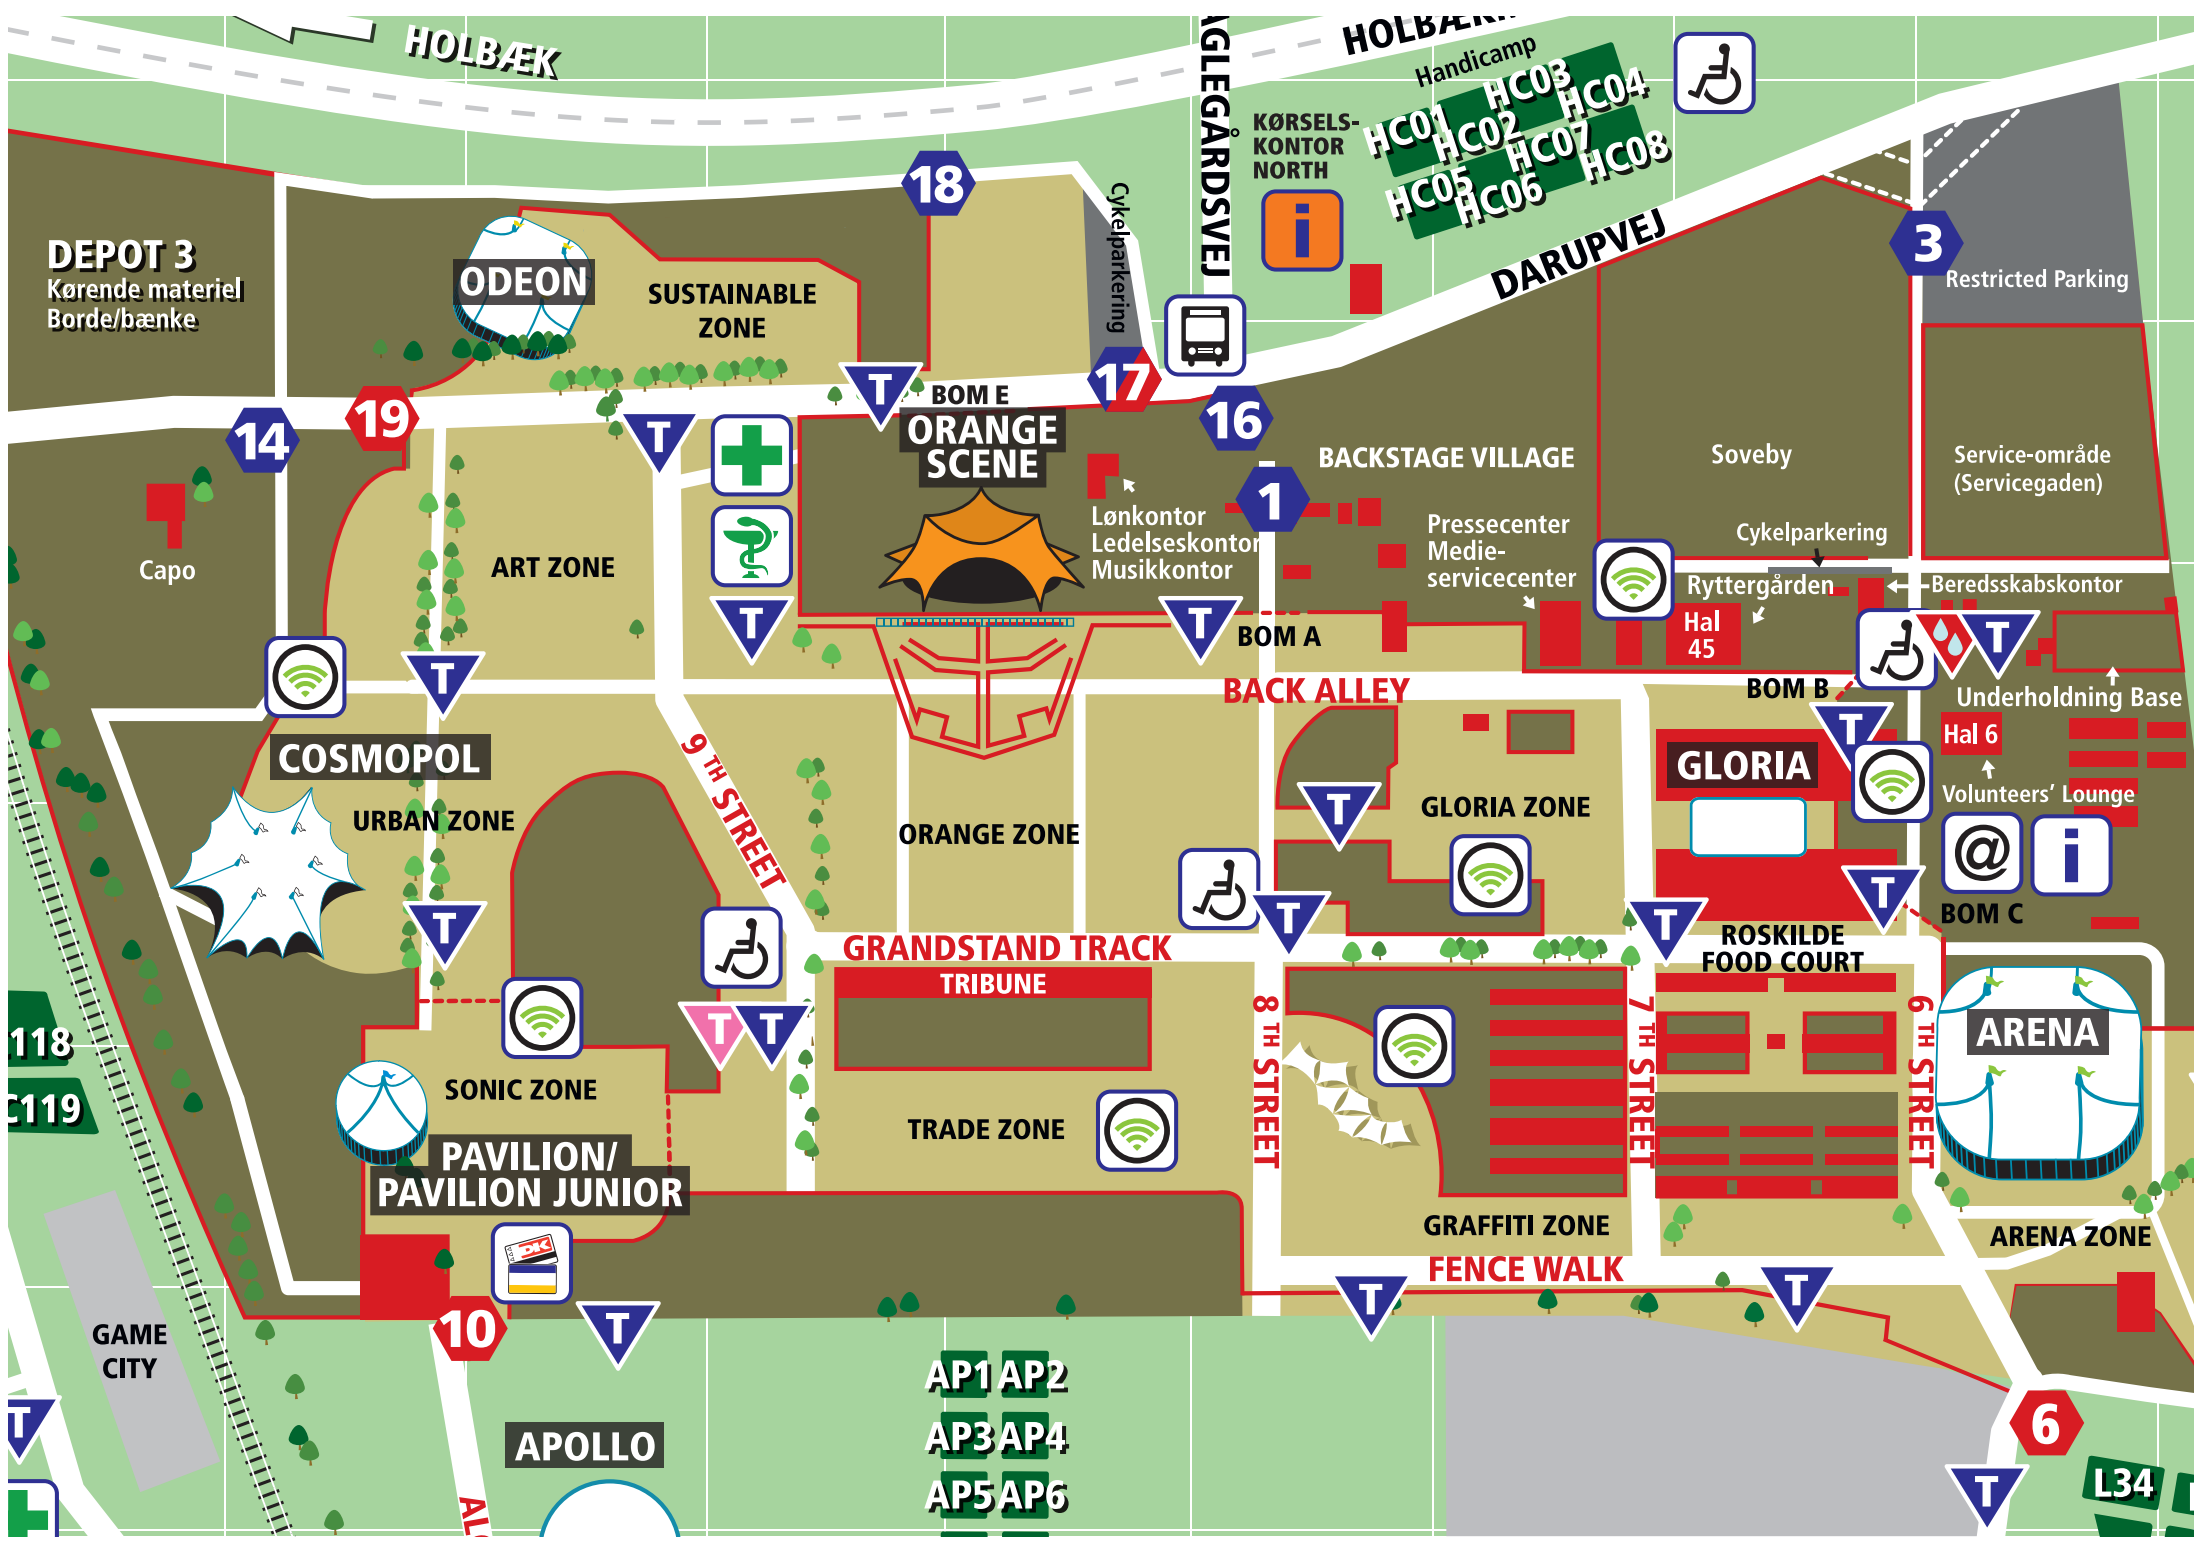 HOLBÆK
AGLEGÅRDSVEJ
Handicamp
HC01
HC02
HC03
HC04
HC05
HC06
HC07
HC08
KØRSELS-
KONTOR
NORTH
i
DARUPVEJ
18
Cykelparkering
3
Restricted Parking
DEPOT 3
Kørende materiel
Borde/bænke
ODEON
SUSTAINABLE
ZONE
T
BOM E
17
16
19
14
T
ORANGE
SCENE
BACKSTAGE VILLAGE
Soveby
Service-område
(Servicegaden)
1
Lønkontor
Ledelseskontor
Musikkontor
Pressecenter
Medie-
servicecenter
Cykelparkering
Ryttergården
Beredsskabskontor
Capo
ART ZONE
T
T
BOM A
Hal
45
T
T
BACK ALLEY
BOM B
Underholdning Base
COSMOPOL
9TH STREET
T
GLORIA
Hal 6
Volunteers' Lounge
URBAN ZONE
ORANGE ZONE
T
GLORIA ZONE
@
i
T
T
T
T
BOM C
GRANDSTAND TRACK
ROSKILDE
FOOD COURT
TRIBUNE
T
T
8TH STREET
7TH STREET
6TH STREET
ARENA
118
C119
SONIC ZONE
TRADE ZONE
PAVILION/
PAVILION JUNIOR
DK
GRAFFITI ZONE
ARENA ZONE
FENCE WALK
T
T
GAME
CITY
10
T
AP1 AP2
AP3 AP4
AP5 AP6
APOLLO
6
T
T
L34